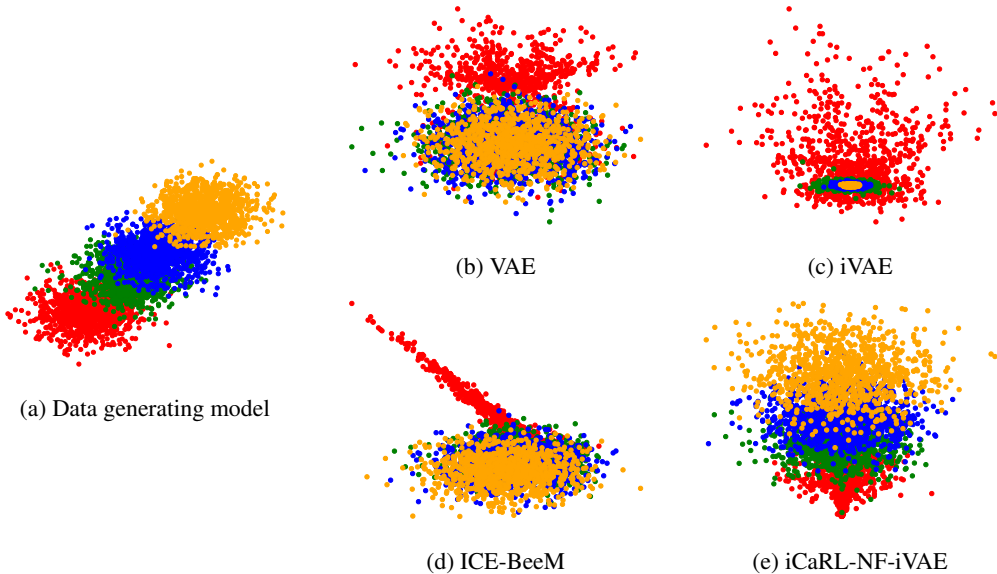 (a) Data generating model
(b) VAE
(c) iVAE
(d) ICE-BeeM
(e) iCaRL-NF-iVAE